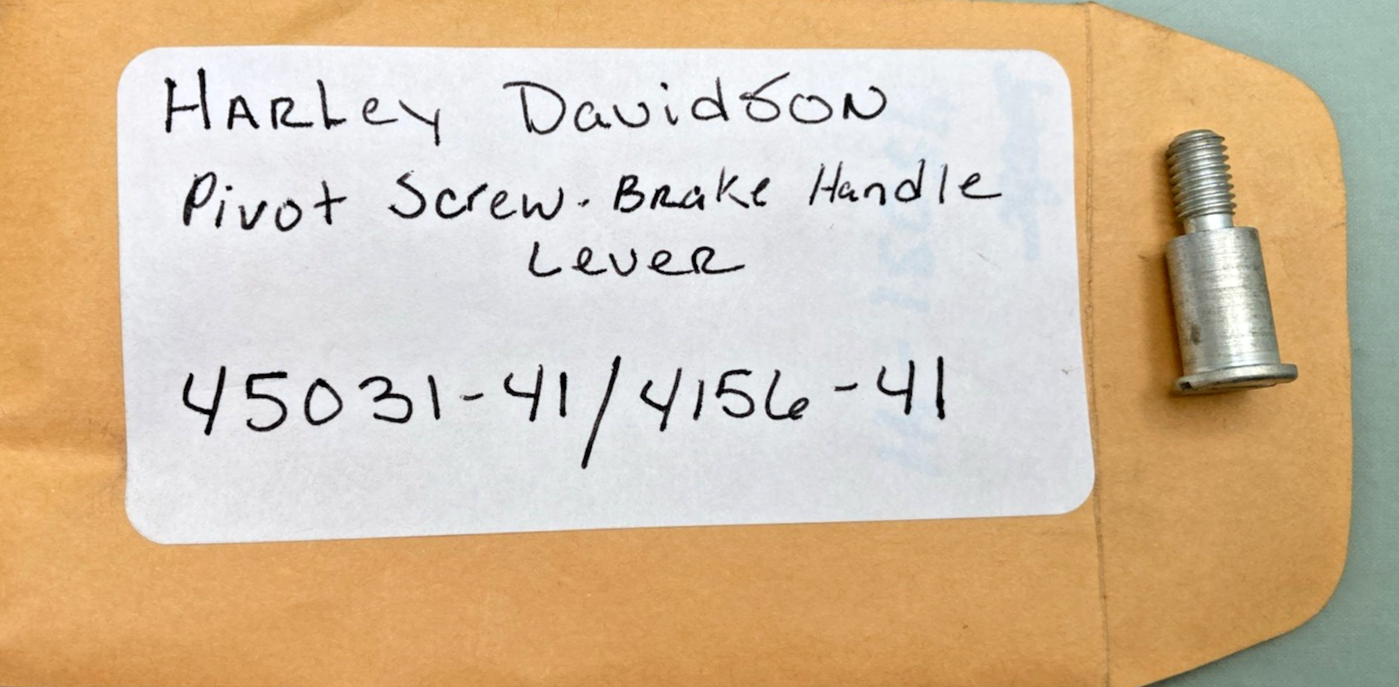 HARLey DavidsoN
Pivot Screw. Brake Handle
LeveR
45031-41/4156-41